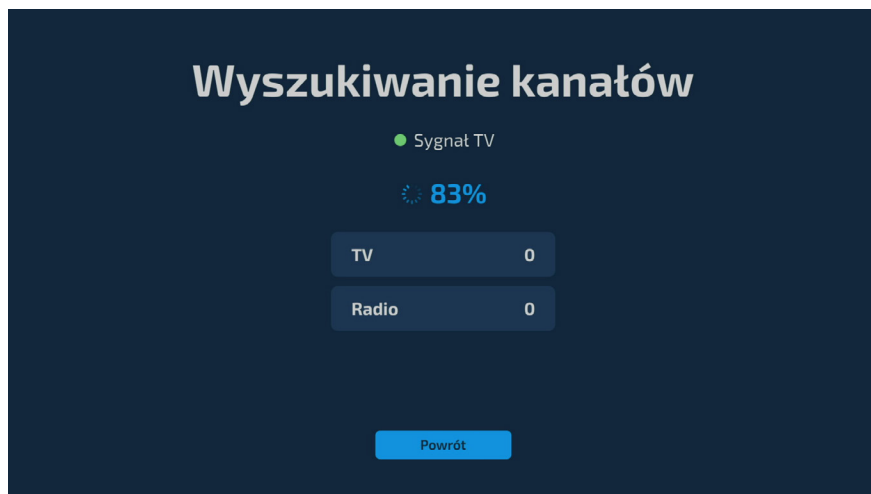 Wyszukiwanie kanałów
Sygnał TV
83%
TV 0
Radio 0
Powrót